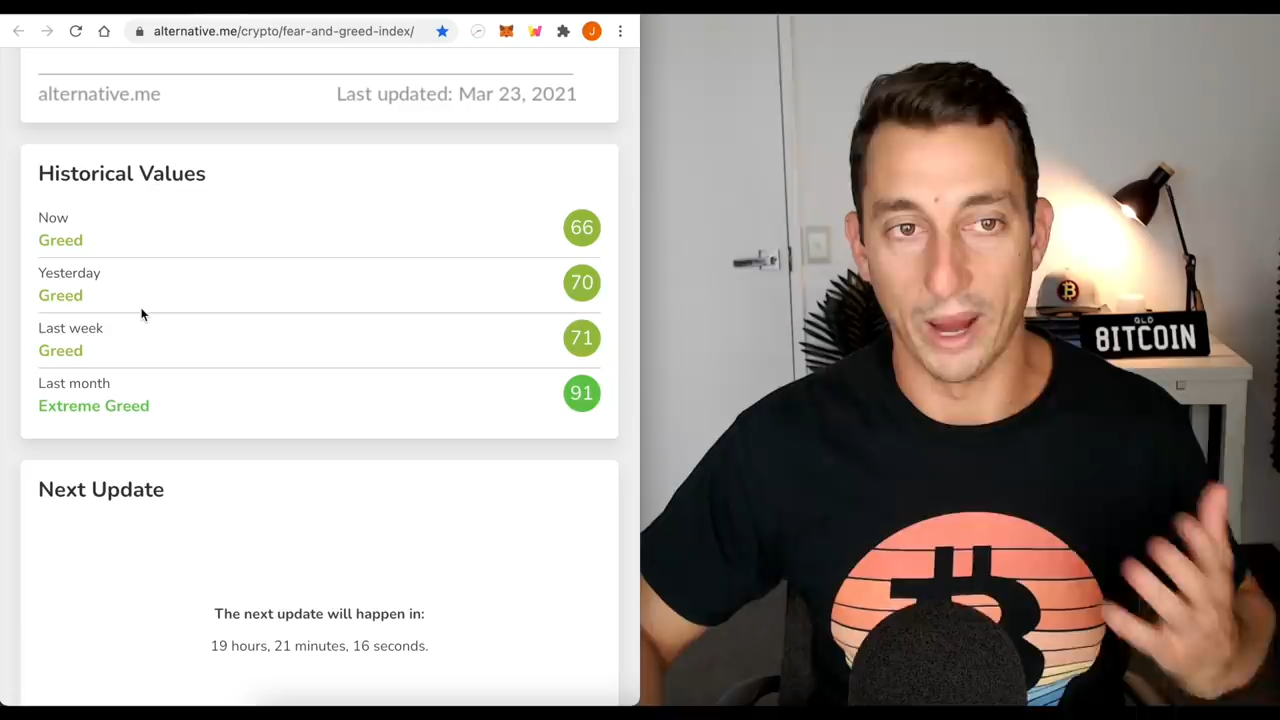 alternative.me/crypto/fear-and-greed-index/
J
alternative.me
Last updated: Mar 23, 2021
Historical Values
Now
Greed
66
Yesterday
Greed
70
Last week
Greed
71
Last month
Extreme Greed
91
Next Update
The next update will happen in:
19 hours, 21 minutes, 16 seconds.
QLD
8ITCOIN